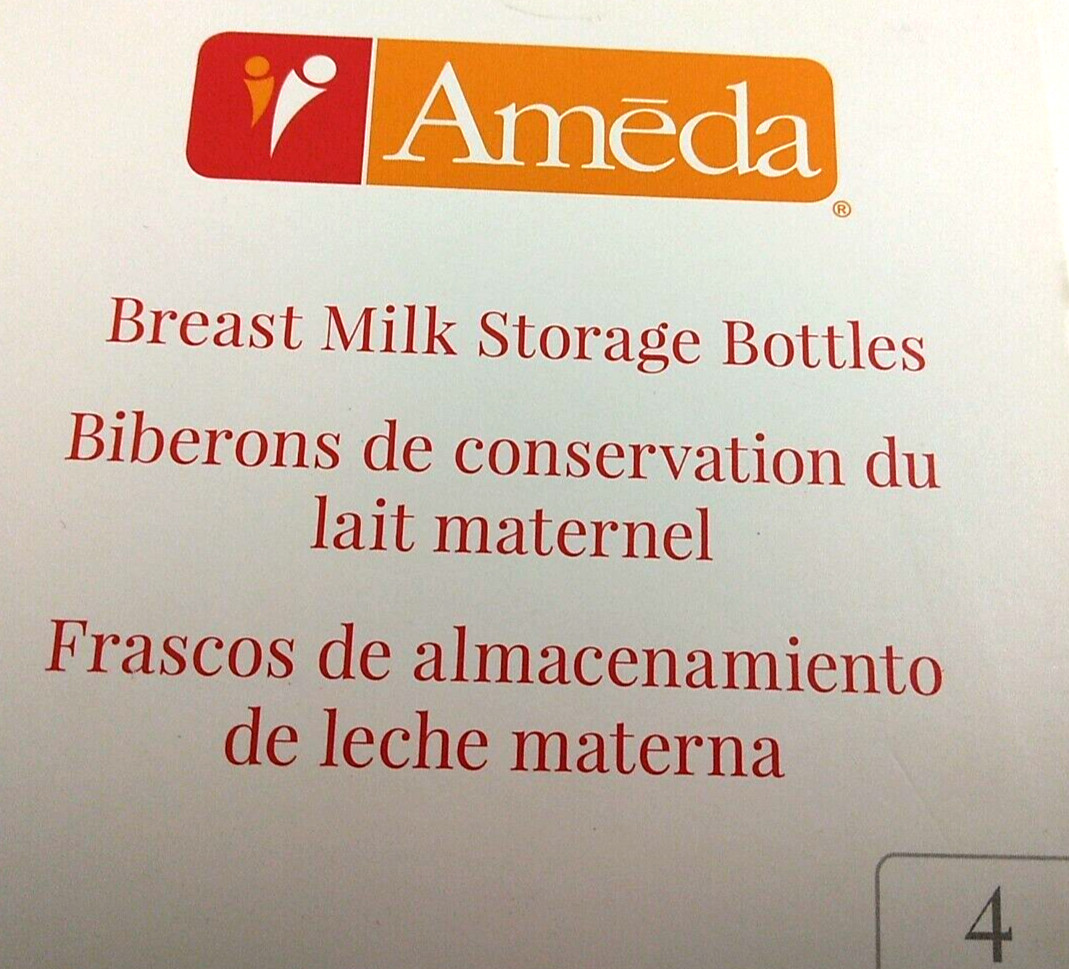 Amēda
®
Breast Milk Storage Bottles
Biberons de conservation du
lait maternel
Frascos de almacenamiento
de leche materna
4